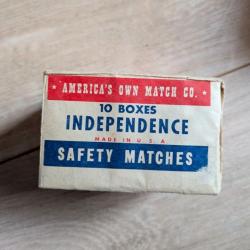 AMERICA'S OWN MATCH CO.
10 BOXES
INDEPENDENCE
MADE IN U.S.A
SAFETY MATCHES